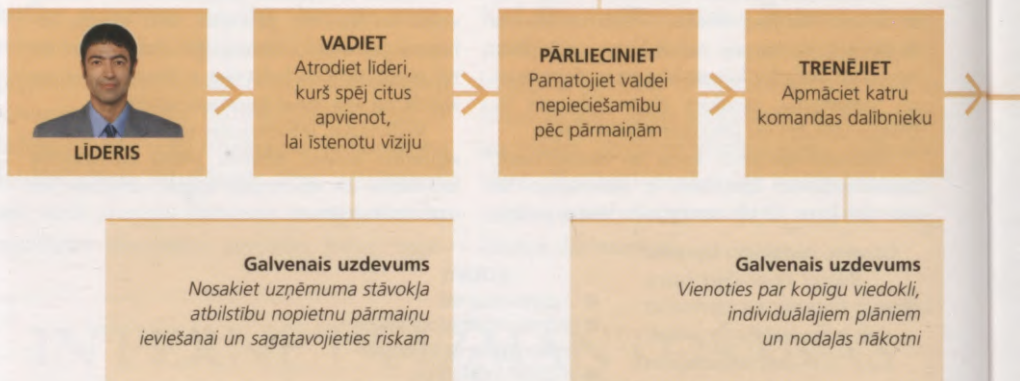 LĪDERIS
VADIET
Atrodiet līderi,
kurš spēj citus
apvienot,
lai īstenotu vīziju
PĀRLIECINIET
Pamatojiet valdei
nepieciešamību
pēc pārmaiņām
TRENĒJIET
Apmāciet katru
komandas dalībnieku
Galvenais uzdevums
Nosakiet uzņēmuma stāvokļa
atbilstību nopietnu pārmaiņu
ieviešanai un sagatavojieties riskam
Galvenais uzdevums
Vienoties par kopīgu viedokli,
individuālajiem plāniem
un nodaļas nākotni